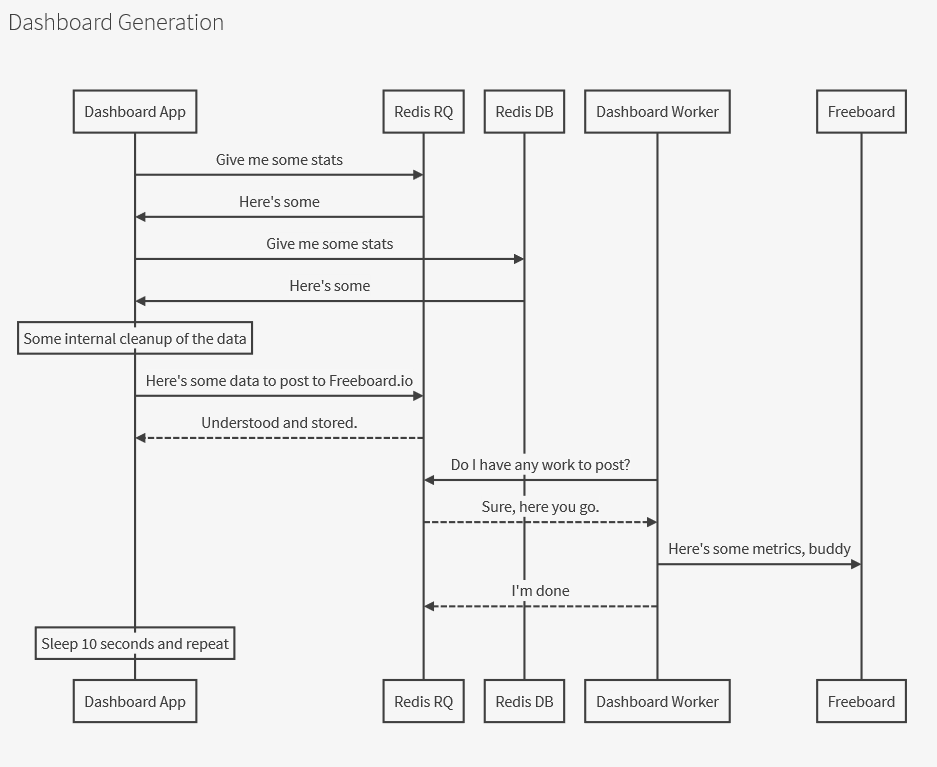 Dashboard Generation
Dashboard App
Redis RQ
Redis DB
Dashboard Worker
Freeboard
Give me some stats
Here's some
Give me some stats
Here's some
Some internal cleanup of the data
Here's some data to post to Freeboard.io
Understood and stored.
Do I have any work to post?
Sure, here you go.
Here's some metrics, buddy
I'm done
Sleep 10 seconds and repeat
Dashboard App
Redis RQ
Redis DB
Dashboard Worker
Freeboard